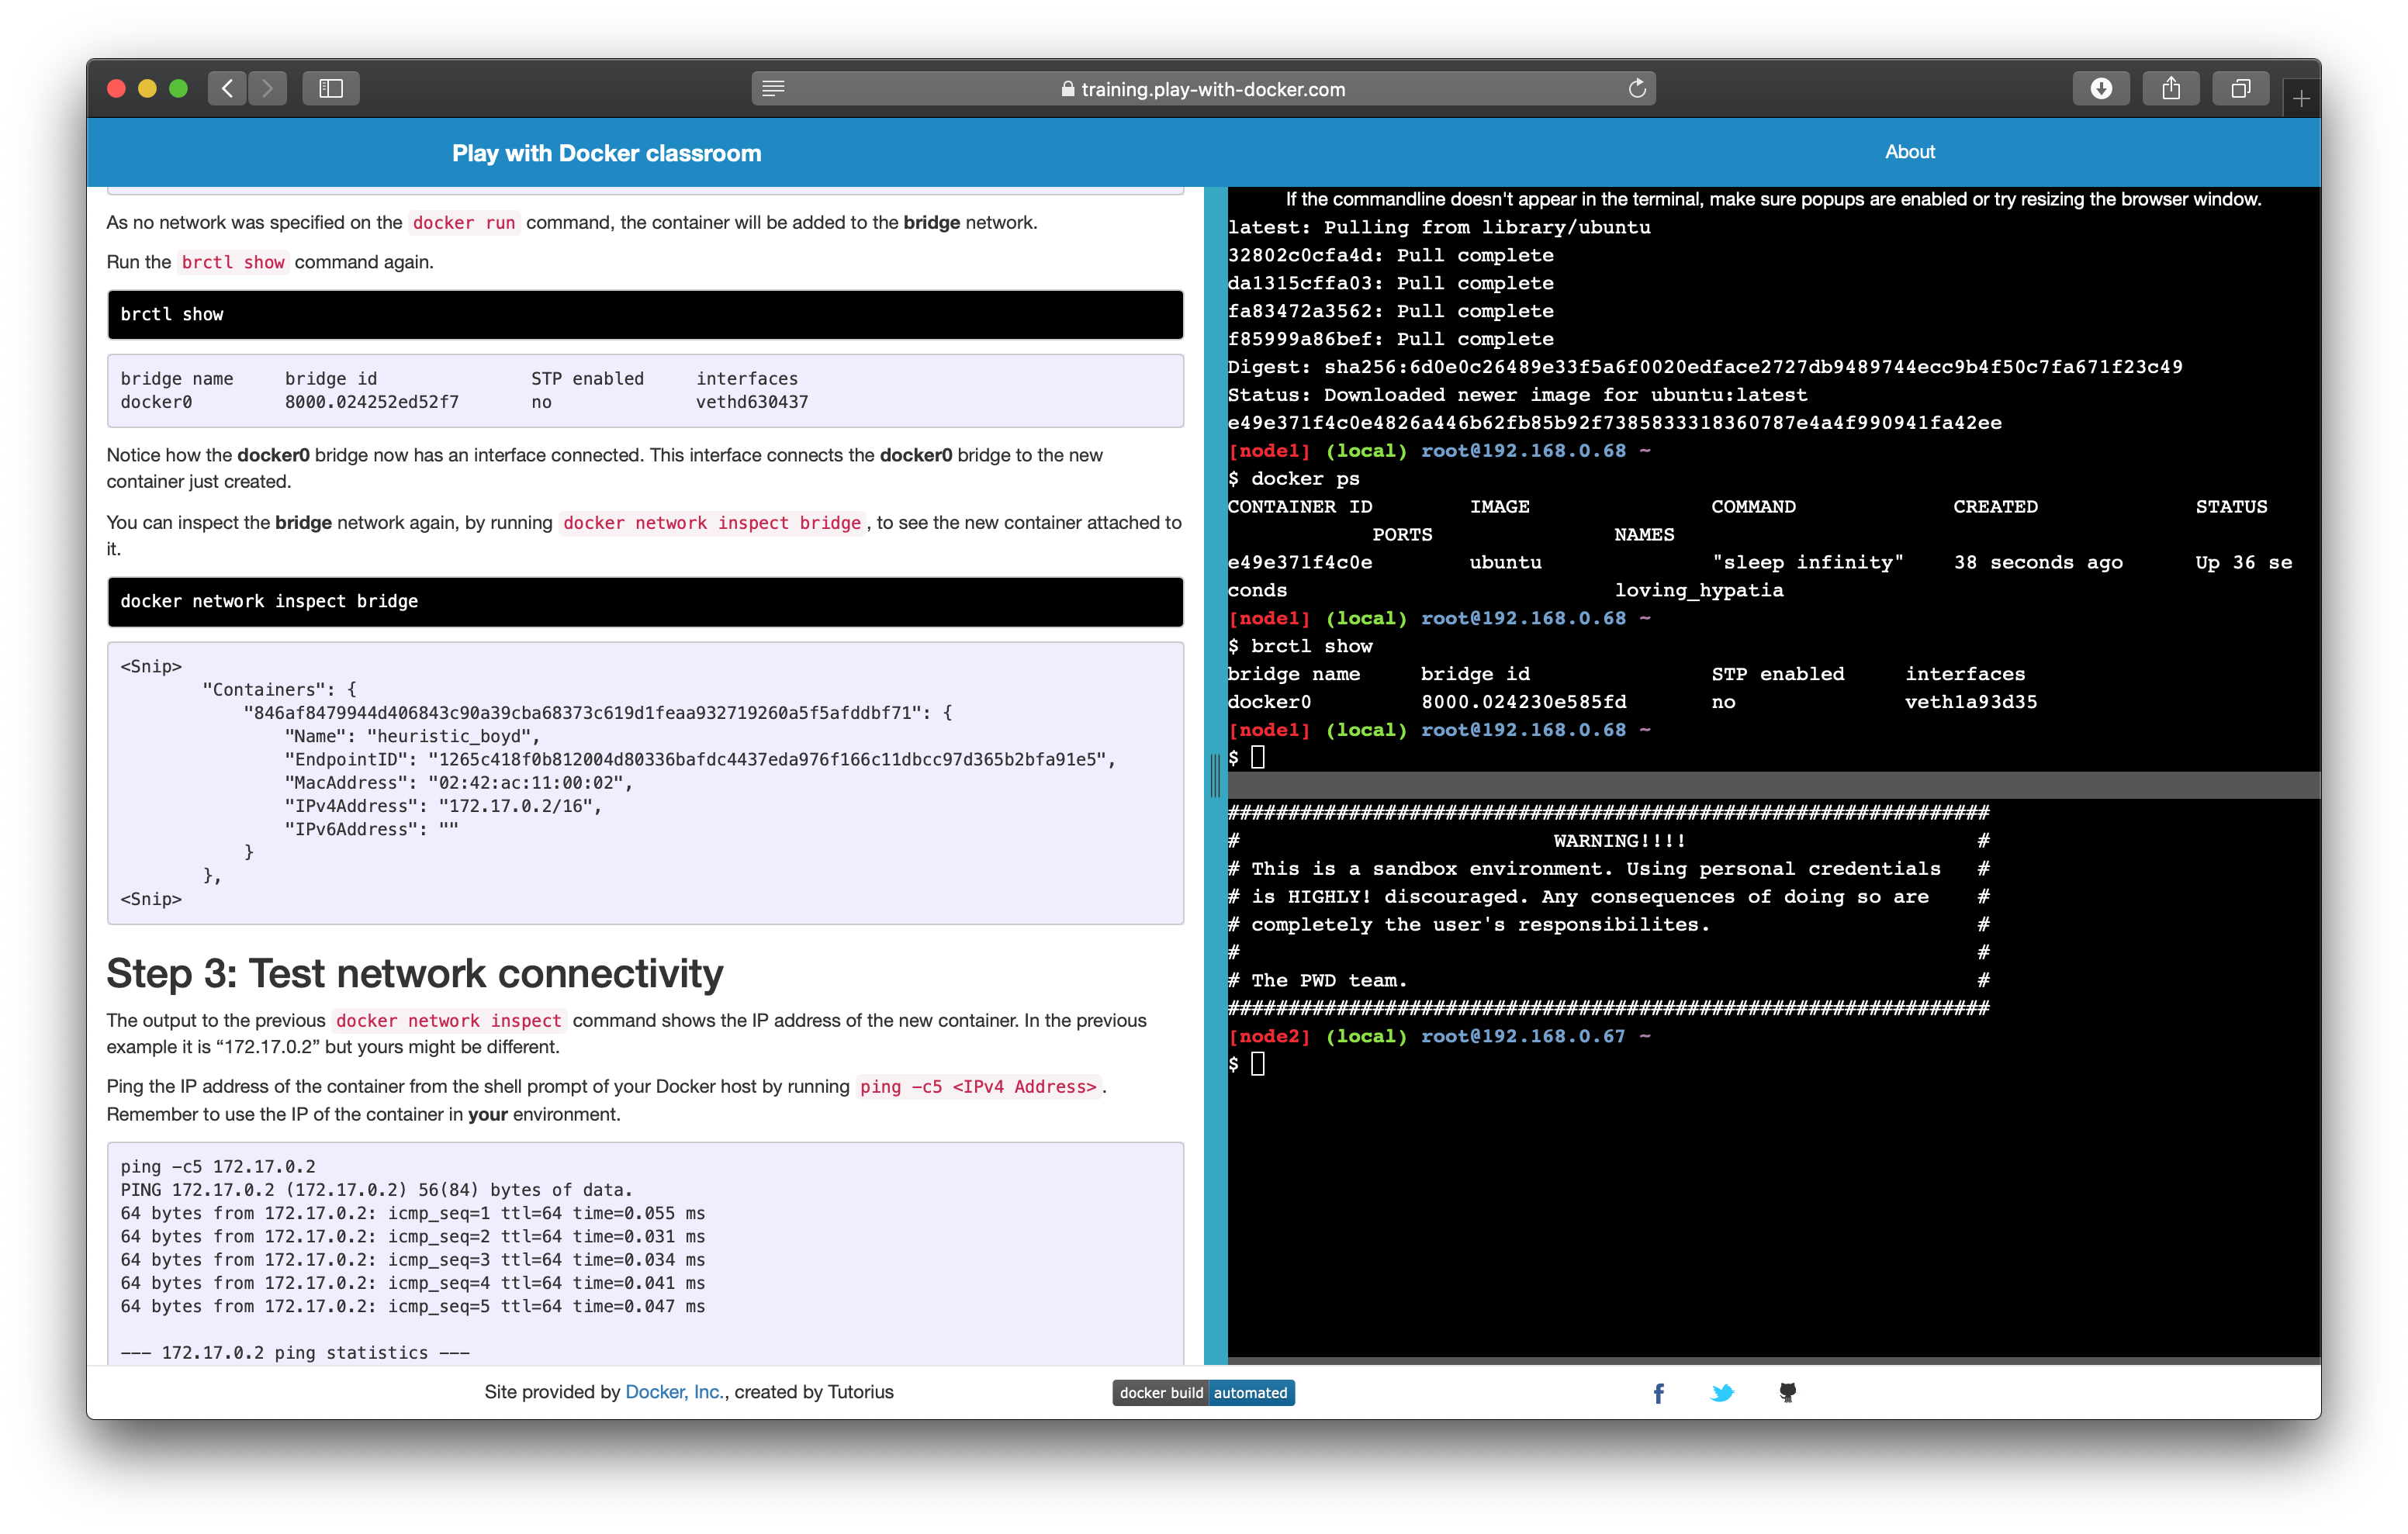 training.play-with-docker.com
Play with Docker classroom
About
As no network was specified on the docker run command, the container will be added to the bridge network.
Run the brctl show command again.
brctl show
bridge name     bridge id               STP enabled     interfaces
docker0         8000.024252ed52f7       no              vethd630437
Notice how the docker0 bridge now has an interface connected. This interface connects the docker0 bridge to the new
container just created.
You can inspect the bridge network again, by running docker network inspect bridge, to see the new container attached to
it.
docker network inspect bridge
<Snip>
        "Containers": {
            "846af8479944d406843c90a39cba68373c619d1feaa932719260a5f5afddbf71": {
                "Name": "heuristic_boyd",
                "EndpointID": "1265c418f0b812004d80336bafdc4437eda976f166c11dbcc97d365b2bfa91e5",
                "MacAddress": "02:42:ac:11:00:02",
                "IPv4Address": "172.17.0.2/16",
                "IPv6Address": ""
            }
        },
<Snip>
Step 3: Test network connectivity
The output to the previous docker network inspect command shows the IP address of the new container. In the previous
example it is “172.17.0.2” but yours might be different.
Ping the IP address of the container from the shell prompt of your Docker host by running ping -c5 <IPv4 Address>.
Remember to use the IP of the container in your environment.
ping -c5 172.17.0.2
PING 172.17.0.2 (172.17.0.2) 56(84) bytes of data.
64 bytes from 172.17.0.2: icmp_seq=1 ttl=64 time=0.055 ms
64 bytes from 172.17.0.2: icmp_seq=2 ttl=64 time=0.031 ms
64 bytes from 172.17.0.2: icmp_seq=3 ttl=64 time=0.034 ms
64 bytes from 172.17.0.2: icmp_seq=4 ttl=64 time=0.041 ms
64 bytes from 172.17.0.2: icmp_seq=5 ttl=64 time=0.047 ms
--- 172.17.0.2 ping statistics ---
If the commandline doesn't appear in the terminal, make sure popups are enabled or try resizing the browser window.
latest: Pulling from library/ubuntu
32802c0cfa4d: Pull complete
da1315cffa03: Pull complete
fa83472a3562: Pull complete
f85999a86bef: Pull complete
Digest: sha256:6d0e0c26489e33f5a6f0020edface2727db9489744ecc9b4f50c7fa671f23c49
Status: Downloaded newer image for ubuntu:latest
e49e371f4c0e4826a446b62fb85b92f7385833318360787e4a4f990941fa42ee
[node1] (local) root@192.168.0.68 ~
$ docker ps
CONTAINER ID        IMAGE               COMMAND             CREATED             STATUS
            PORTS               NAMES
e49e371f4c0e        ubuntu              "sleep infinity"    38 seconds ago      Up 36 se
conds                           loving_hypatia
[node1] (local) root@192.168.0.68 ~
$ brctl show
bridge name     bridge id               STP enabled     interfaces
docker0         8000.024230e585fd       no              veth1a93d35
[node1] (local) root@192.168.0.68 ~
$
###############################################################
#                          WARNING!!!!                        #
# This is a sandbox environment. Using personal credentials   #
# is HIGHLY! discouraged. Any consequences of doing so are    #
# completely the user's responsibilites.                      #
#                                                             #
# The PWD team.                                               #
###############################################################
[node2] (local) root@192.168.0.67 ~
$
Site provided by Docker, Inc., created by Tutorius
docker build automated